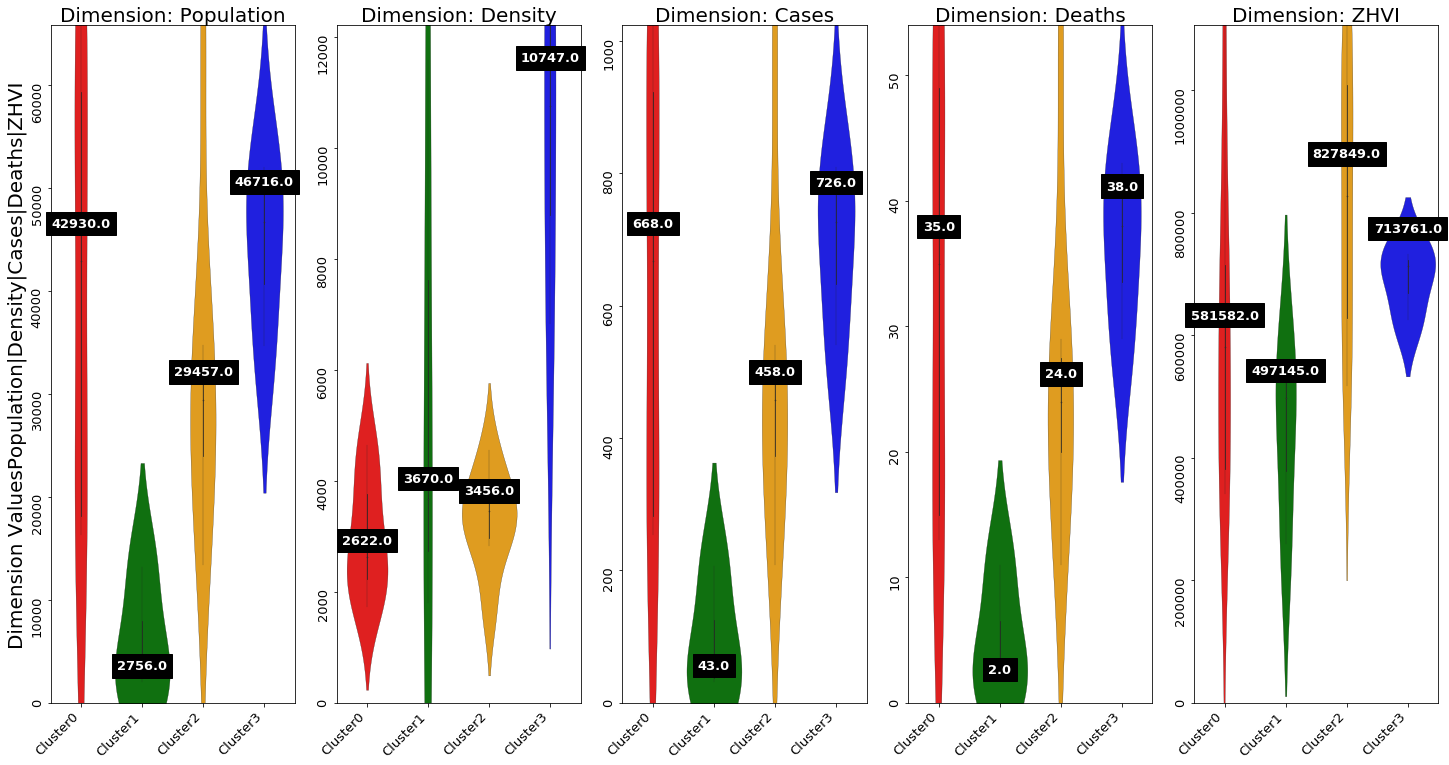 Dimension: Population
Dimension: Density
Dimension: Cases
Dimension: Deaths
Dimension: ZHVI
Dimension ValuesPopulation|Density|Cases|Deaths|ZHVI
60000
50000
40000
30000
20000
10000
0
42930.0
2756.0
29457.0
46716.0
Cluster0
Cluster1
Cluster2
Cluster3
12000
10000
8000
6000
4000
2000
0
2622.0
3670.0
3456.0
10747.0
Cluster0
Cluster1
Cluster2
Cluster3
1000
800
600
400
200
0
668.0
43.0
458.0
726.0
Cluster0
Cluster1
Cluster2
Cluster3
50
40
30
20
10
0
35.0
2.0
24.0
38.0
Cluster0
Cluster1
Cluster2
Cluster3
1000000
800000
600000
400000
200000
0
581582.0
497145.0
827849.0
713761.0
Cluster0
Cluster1
Cluster2
Cluster3